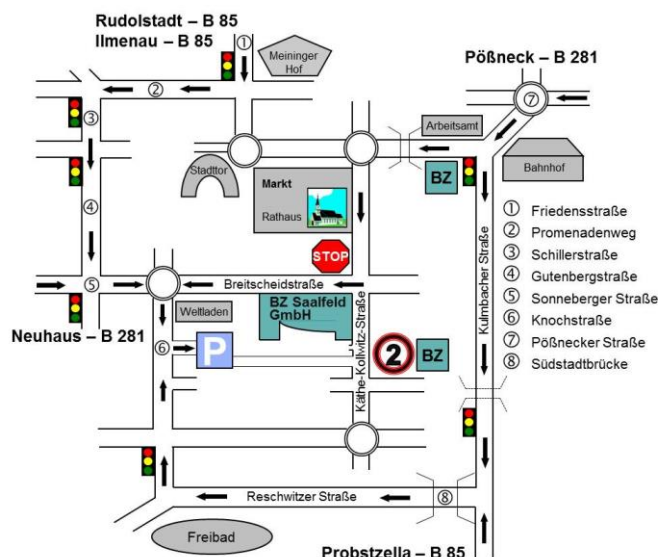 Rudolstadt – B 85
Ilmenau – B 85
①
Meininger
Hof
Pößneck – B 281
②
⑦
③
Arbeitsamt
Stadttor
BZ
Bahnhof
Markt
Rathaus
④
STOP
Kulmbacher Straße
① Friedensstraße
② Promenadenweg
③ Schillerstraße
④ Gutenbergstraße
⑤ Sonneberger Straße
⑥ Knochstraße
⑦ Pößnecker Straße
⑧ Südstadtbrücke
⑤
Breitscheidstraße
Weltladen
BZ Saalfeld
GmbH
Neuhaus – B 281
⑥
P
Käthe-Kollwitz-Straße
2
BZ
Reschwitzer Straße
⑧
Freibad
Probstzella – B 85